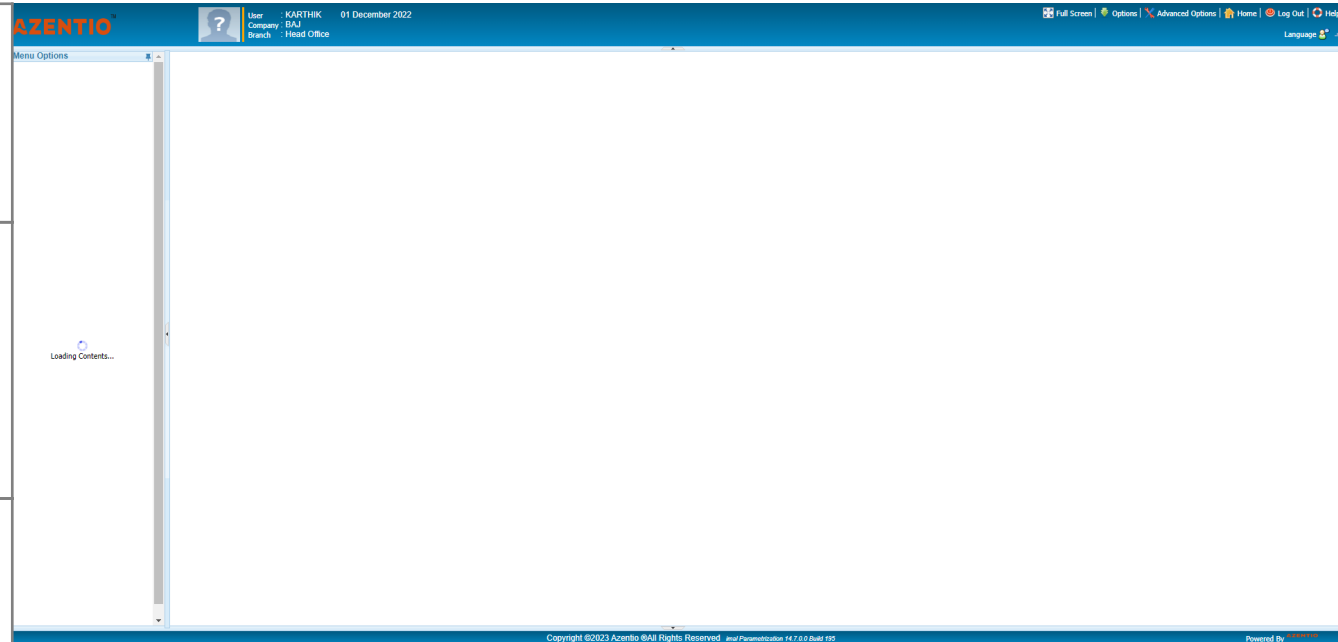 AZENTIO
User : KARTHIK 01 December 2022
Company : BAJ
Branch : Head Office
Full Screen | Options | Advanced Options | Home | Log Out | Help
Language
Menu Options
Loading Contents...
Copyright ©2023 Azentio ®All Rights Reserved imal Parametrization 14.7.0.0 Build 195
Powered By AZENTIO